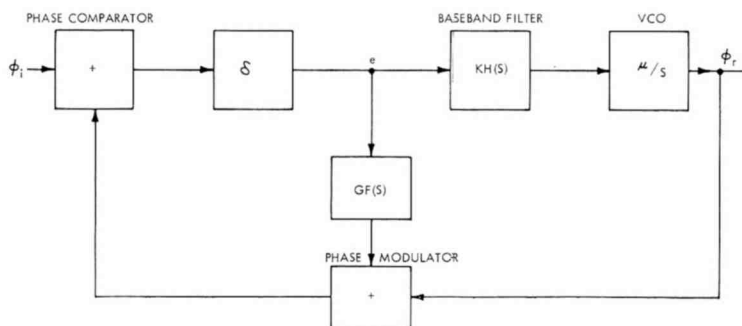 PHASE COMPARATOR
BASEBAND FILTER
VCO
ϕi
+
δ
e
KH(S)
μ/s
ϕr
GF(S)
PHASE MODULATOR
+